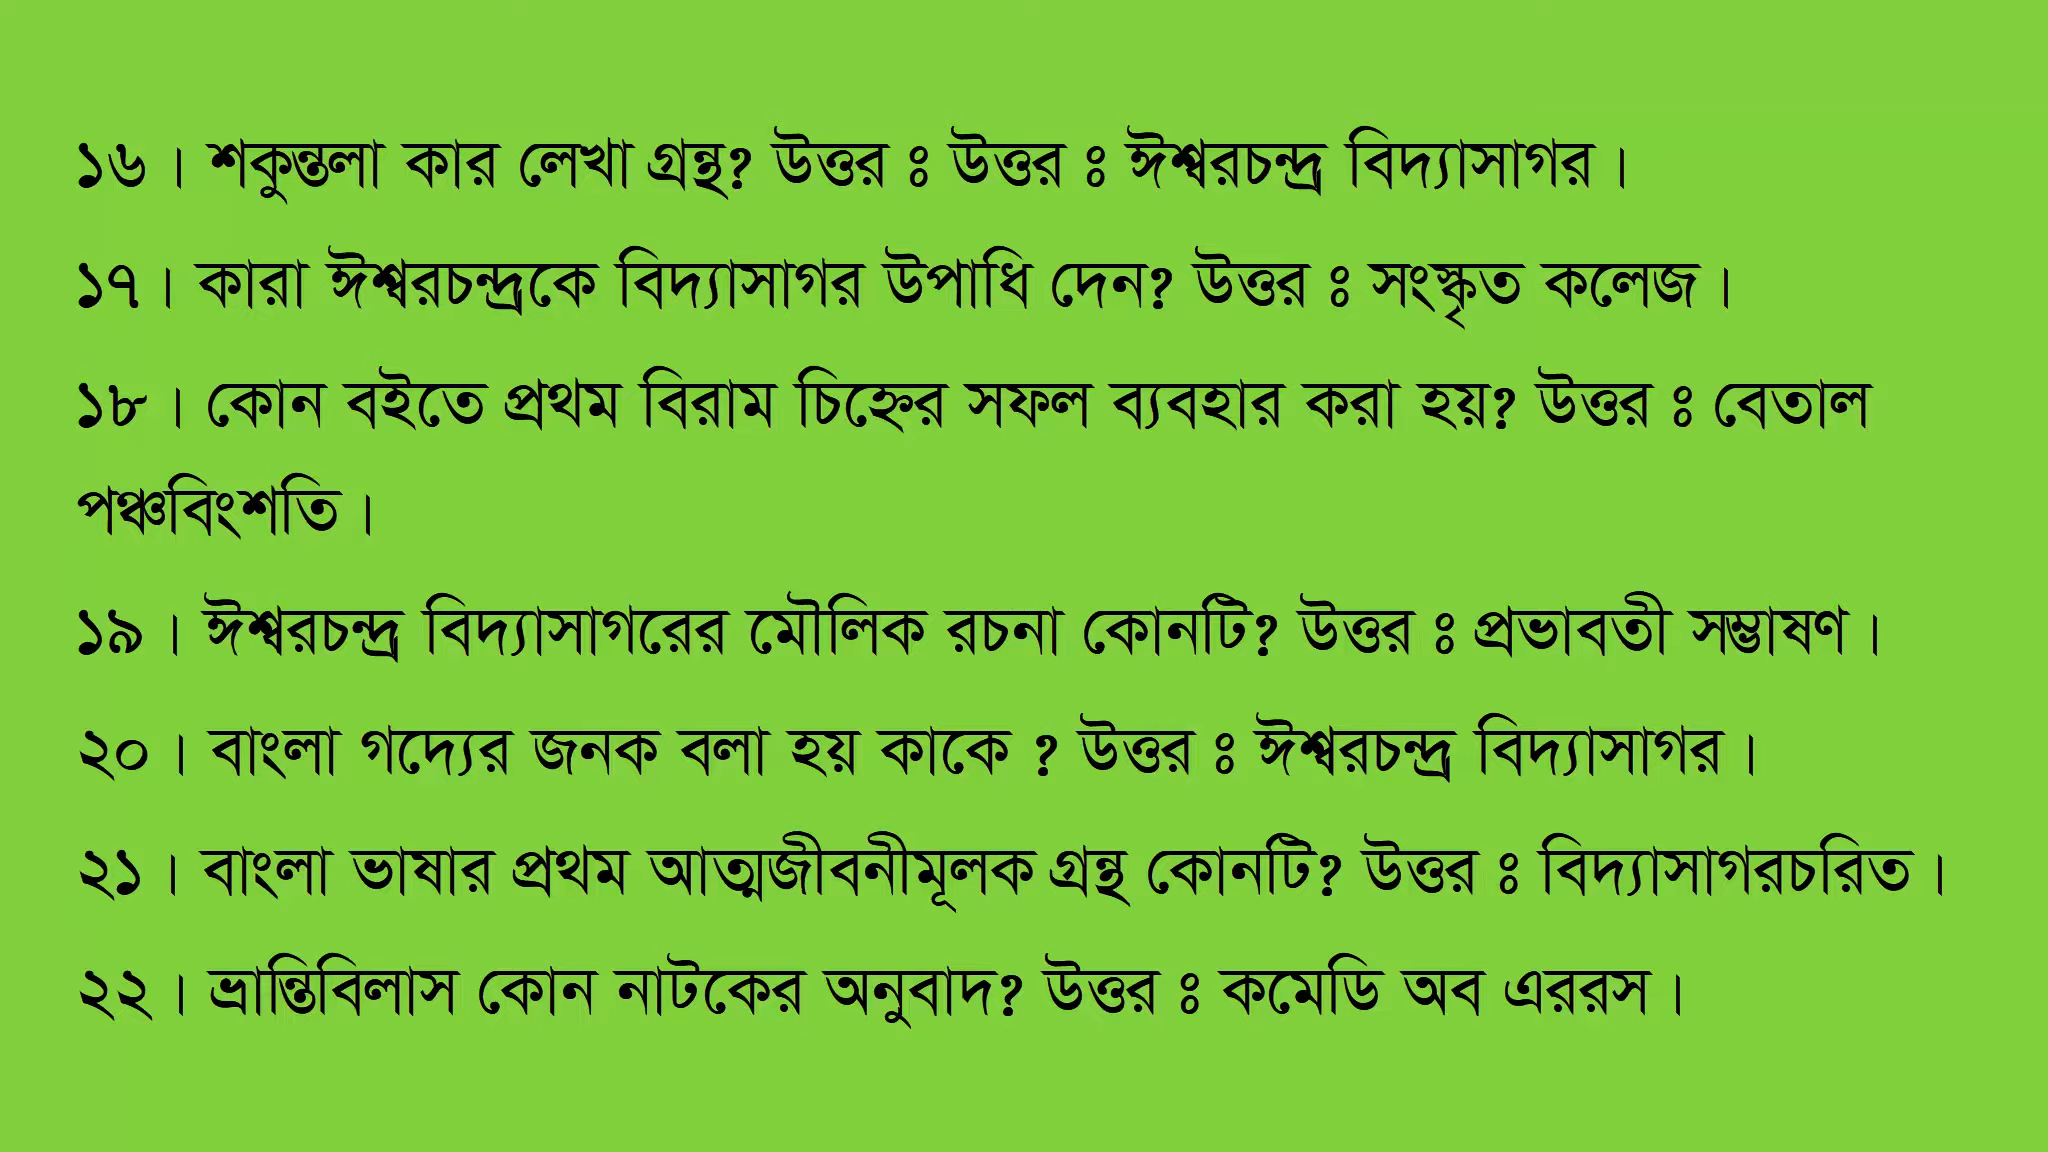 ১৬। শকুন্তলা কার লেখা গ্রন্থ? উত্তর ঃ উত্তর ঃ ঈশ্বরচন্দ্র বিদ্যাসাগর।
১৭। কারা ঈশ্বরচন্দ্রকে বিদ্যাসাগর উপাধি দেন? উত্তর ঃ সংস্কৃত কলেজ।
১৮। কোন বইতে প্রথম বিরাম চিহ্নের সফল ব্যবহার করা হয়? উত্তর ঃ বেতাল
পঞ্চবিংশতি।
১৯। ঈশ্বরচন্দ্র বিদ্যাসাগরের মৌলিক রচনা কোনটি? উত্তর ঃ প্রভাবতী সম্ভাষণ।
২০। বাংলা গদ্যের জনক বলা হয় কাকে ? উত্তর ঃ ঈশ্বরচন্দ্র বিদ্যাসাগর।
২১। বাংলা ভাষার প্রথম আত্মজীবনীমূলক গ্রন্থ কোনটি? উত্তর ঃ বিদ্যাসাগরচরিত।
২২। ভ্রান্তিবিলাস কোন নাটকের অনুবাদ? উত্তর ঃ কমেডি অব এররস।